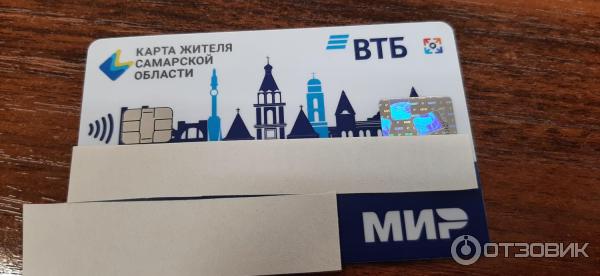 КАРТА ЖИТЕЛЯ
САМАРСКОЙ
ОБЛАСТИ
ВТБ
МИР
ОТЗОВИК